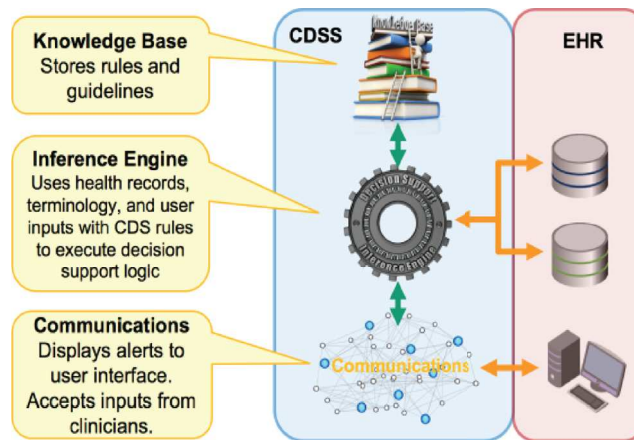 Knowledge Base
Stores rules and
guidelines
Inference Engine
Uses health records,
terminology, and user
inputs with CDS rules
to execute decision
support logic
Communications
Displays alerts to
user interface.
Accepts inputs from
clinicians.
CDSS
Knowledge Base
Decision Support
Inference Engine
Communications
EHR